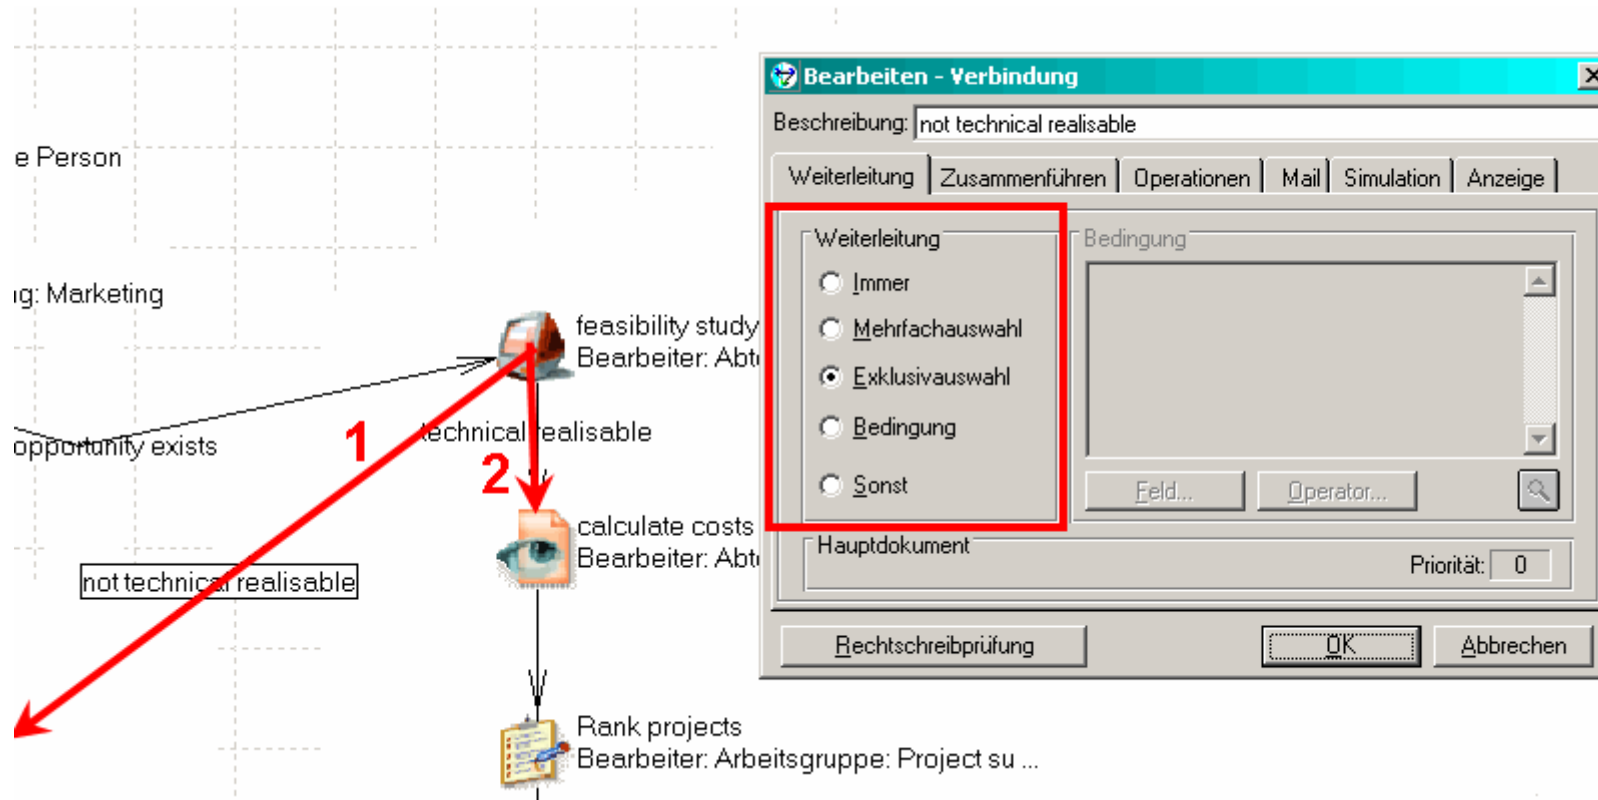 e Person
ng: Marketing
opportunity exists
1
not technical realisable
feasibility study
Bearbeiter: Abt
technical realisable
2
calculate costs
Bearbeiter: Abt
Rank projects
Bearbeiter: Arbeitsgruppe: Project su ...
Bearbeiten - Verbindung
Beschreibung: not technical realisable
Weiterleitung Zusammenführen Operationen Mail Simulation Anzeige
Weiterleitung
Immer
Mehrfachauswahl
Exklusivauswahl
Bedingung
Sonst
Bedingung
Feld... Operator...
Hauptdokument
Priorität: 0
Rechtschreibprüfung OK Abbrechen